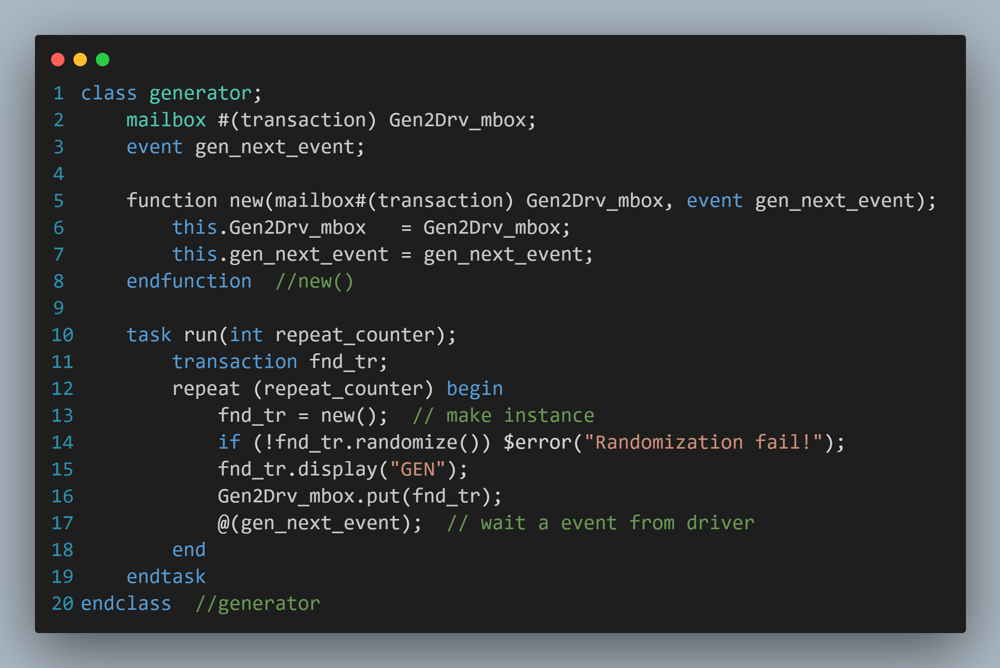 1 class generator;
2     mailbox #(transaction) Gen2Drv_mbox;
3     event gen_next_event;
4
5     function new(mailbox#(transaction) Gen2Drv_mbox, event gen_next_event);
6         this.Gen2Drv_mbox   = Gen2Drv_mbox;
7         this.gen_next_event = gen_next_event;
8     endfunction  //new()
9
10     task run(int repeat_counter);
11         transaction fnd_tr;
12         repeat (repeat_counter) begin
13             fnd_tr = new();  // make instance
14             if (!fnd_tr.randomize()) $error("Randomization fail!");
15             fnd_tr.display("GEN");
16             Gen2Drv_mbox.put(fnd_tr);
17             @(gen_next_event);  // wait a event from driver
18         end
19     endtask
20 endclass  //generator